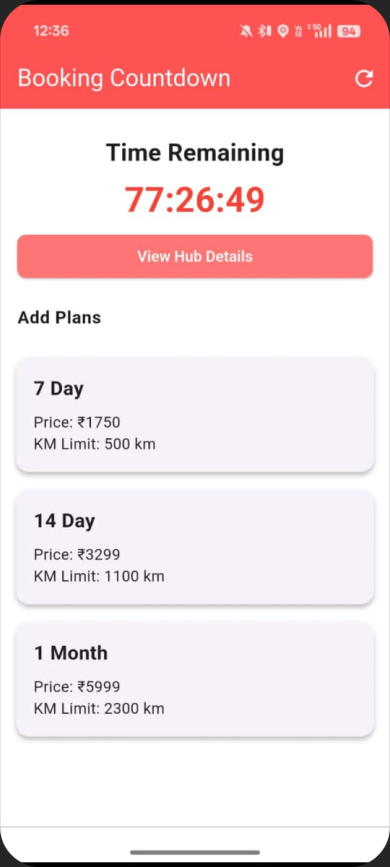 12:36
5G
94
Booking Countdown
Time Remaining
77:26:49
View Hub Details
Add Plans
7 Day
Price: ₹1750
KM Limit: 500 km
14 Day
Price: ₹3299
KM Limit: 1100 km
1 Month
Price: ₹5999
KM Limit: 2300 km